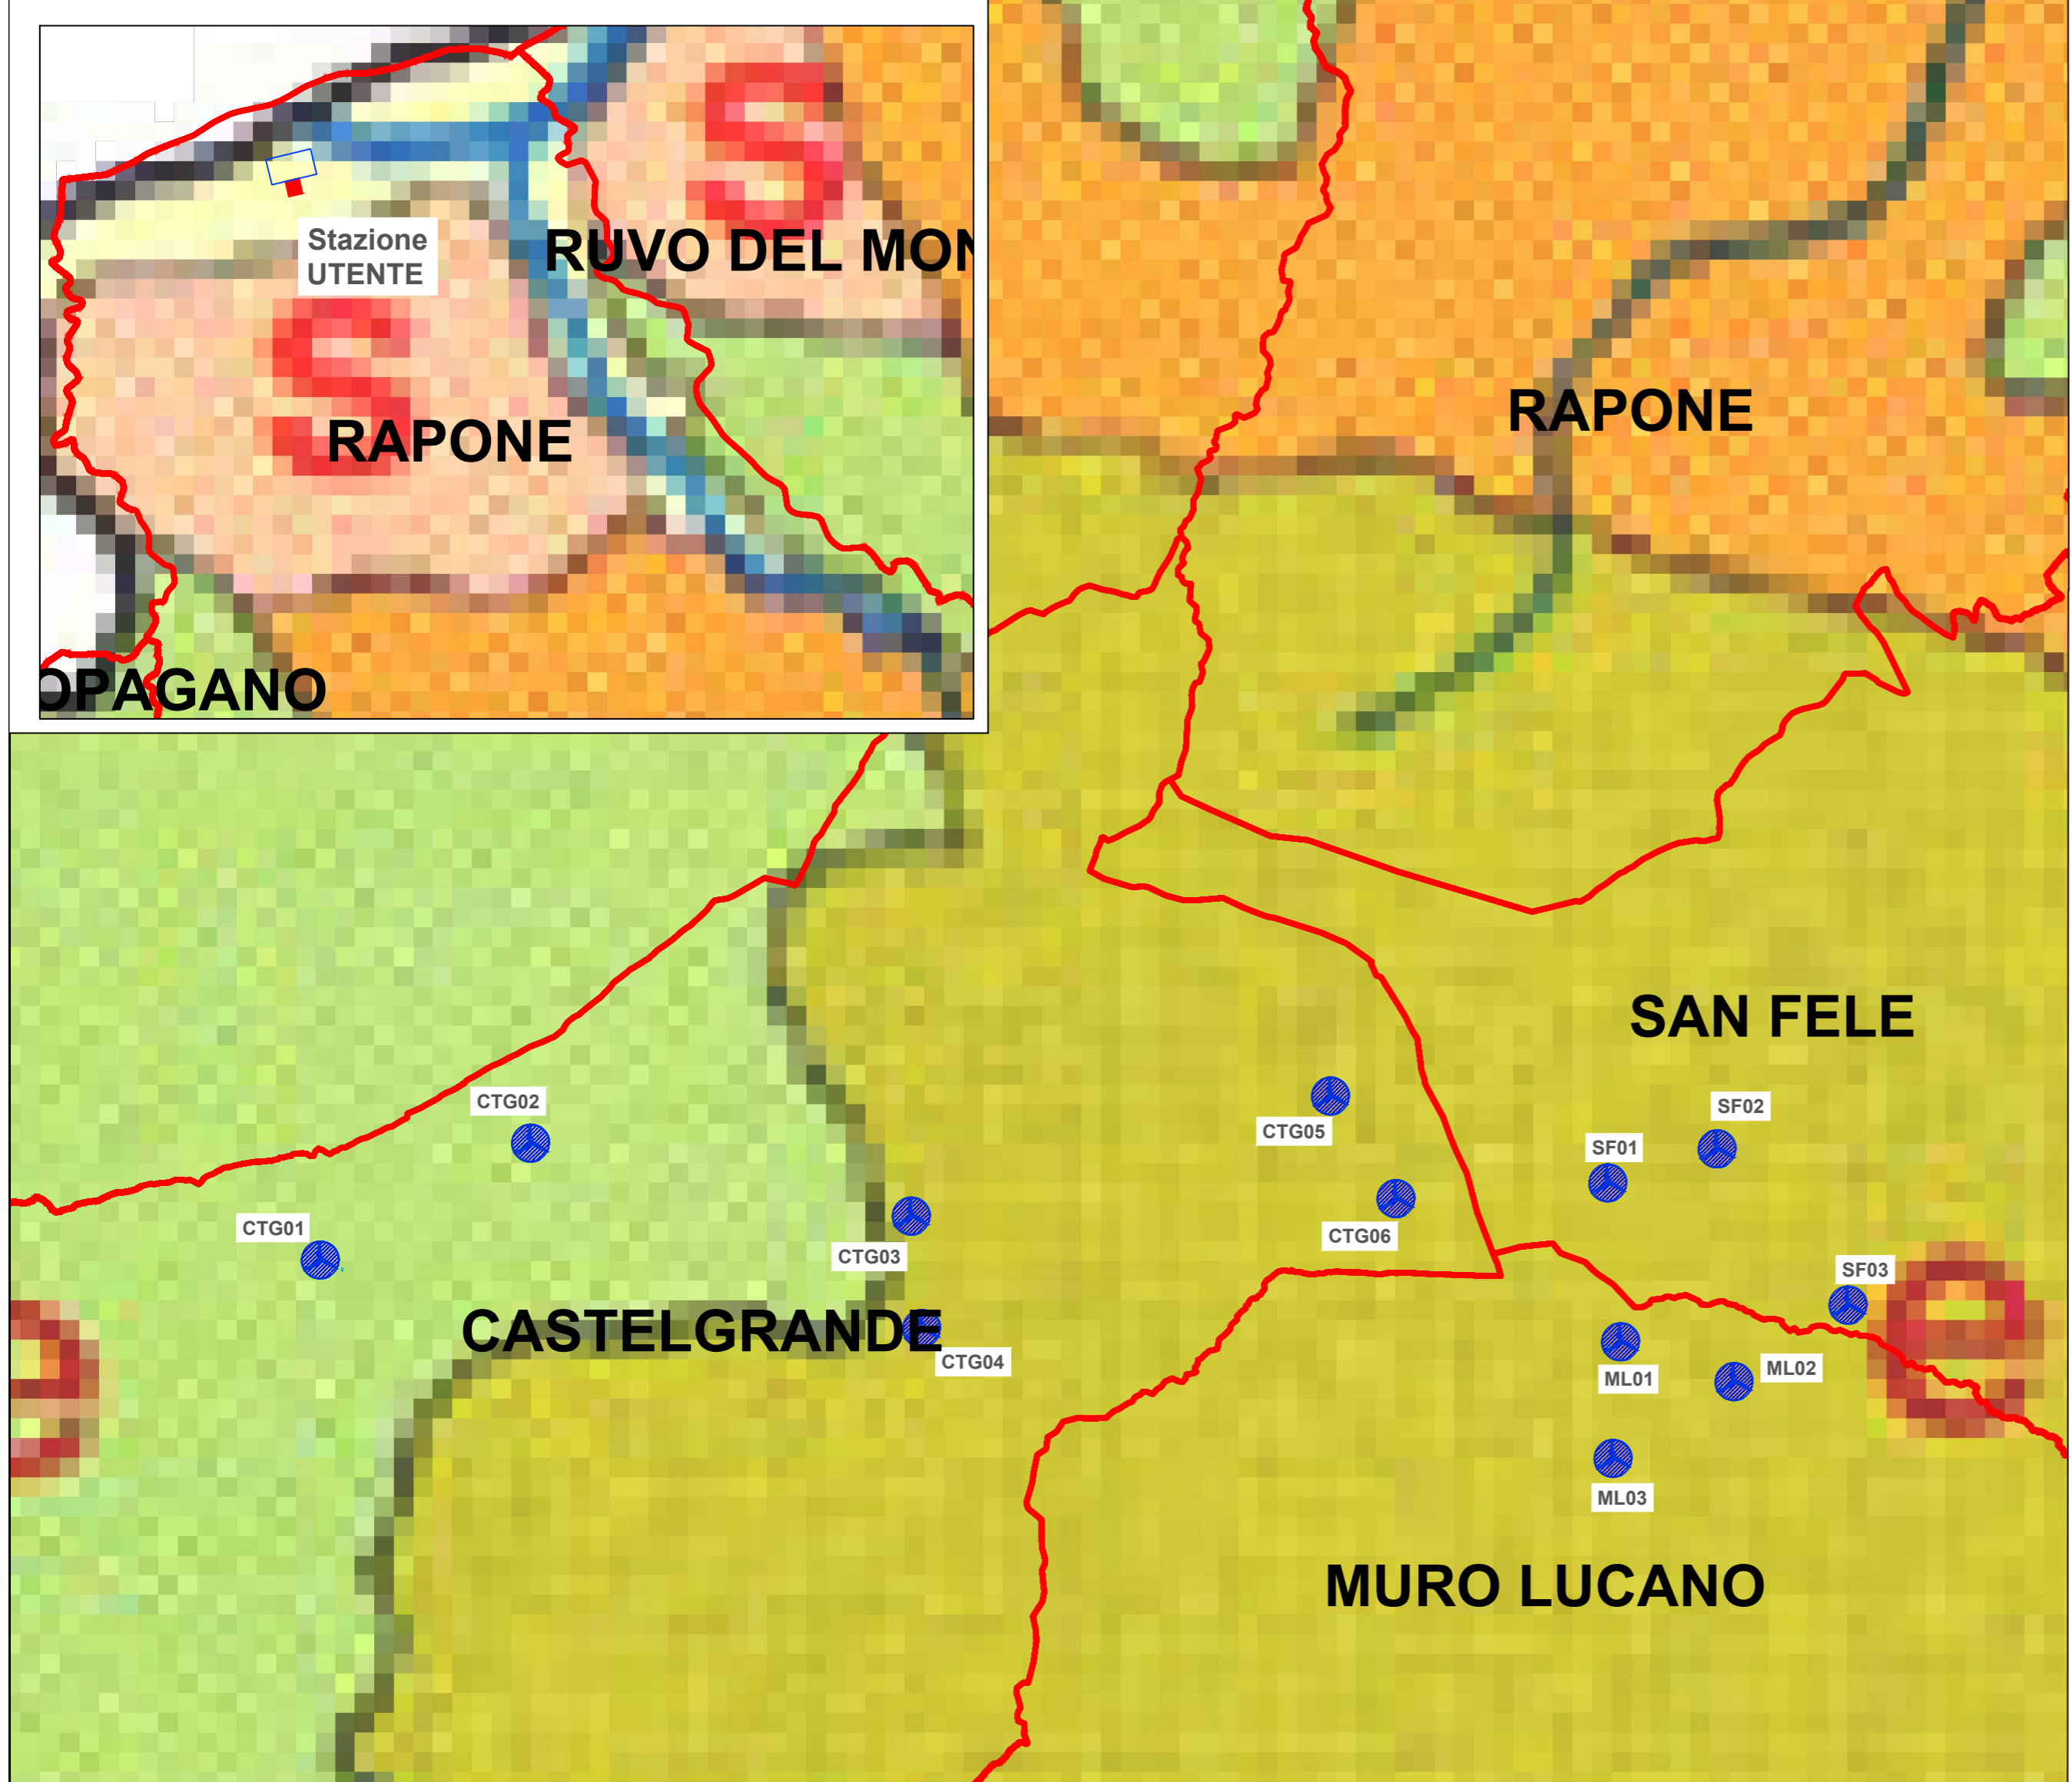 S
Stazione
UTENTE
RUVO DEL MON
S
RAPONE
OPAGANO
RAPONE
SAN FELE
CTG02
CTG05
SF02
SF01
CTG01
CTG03
CTG06
SF03
CASTELGRANDE
CTG04
ML01
ML02
e
e
ML03
MURO LUCANO